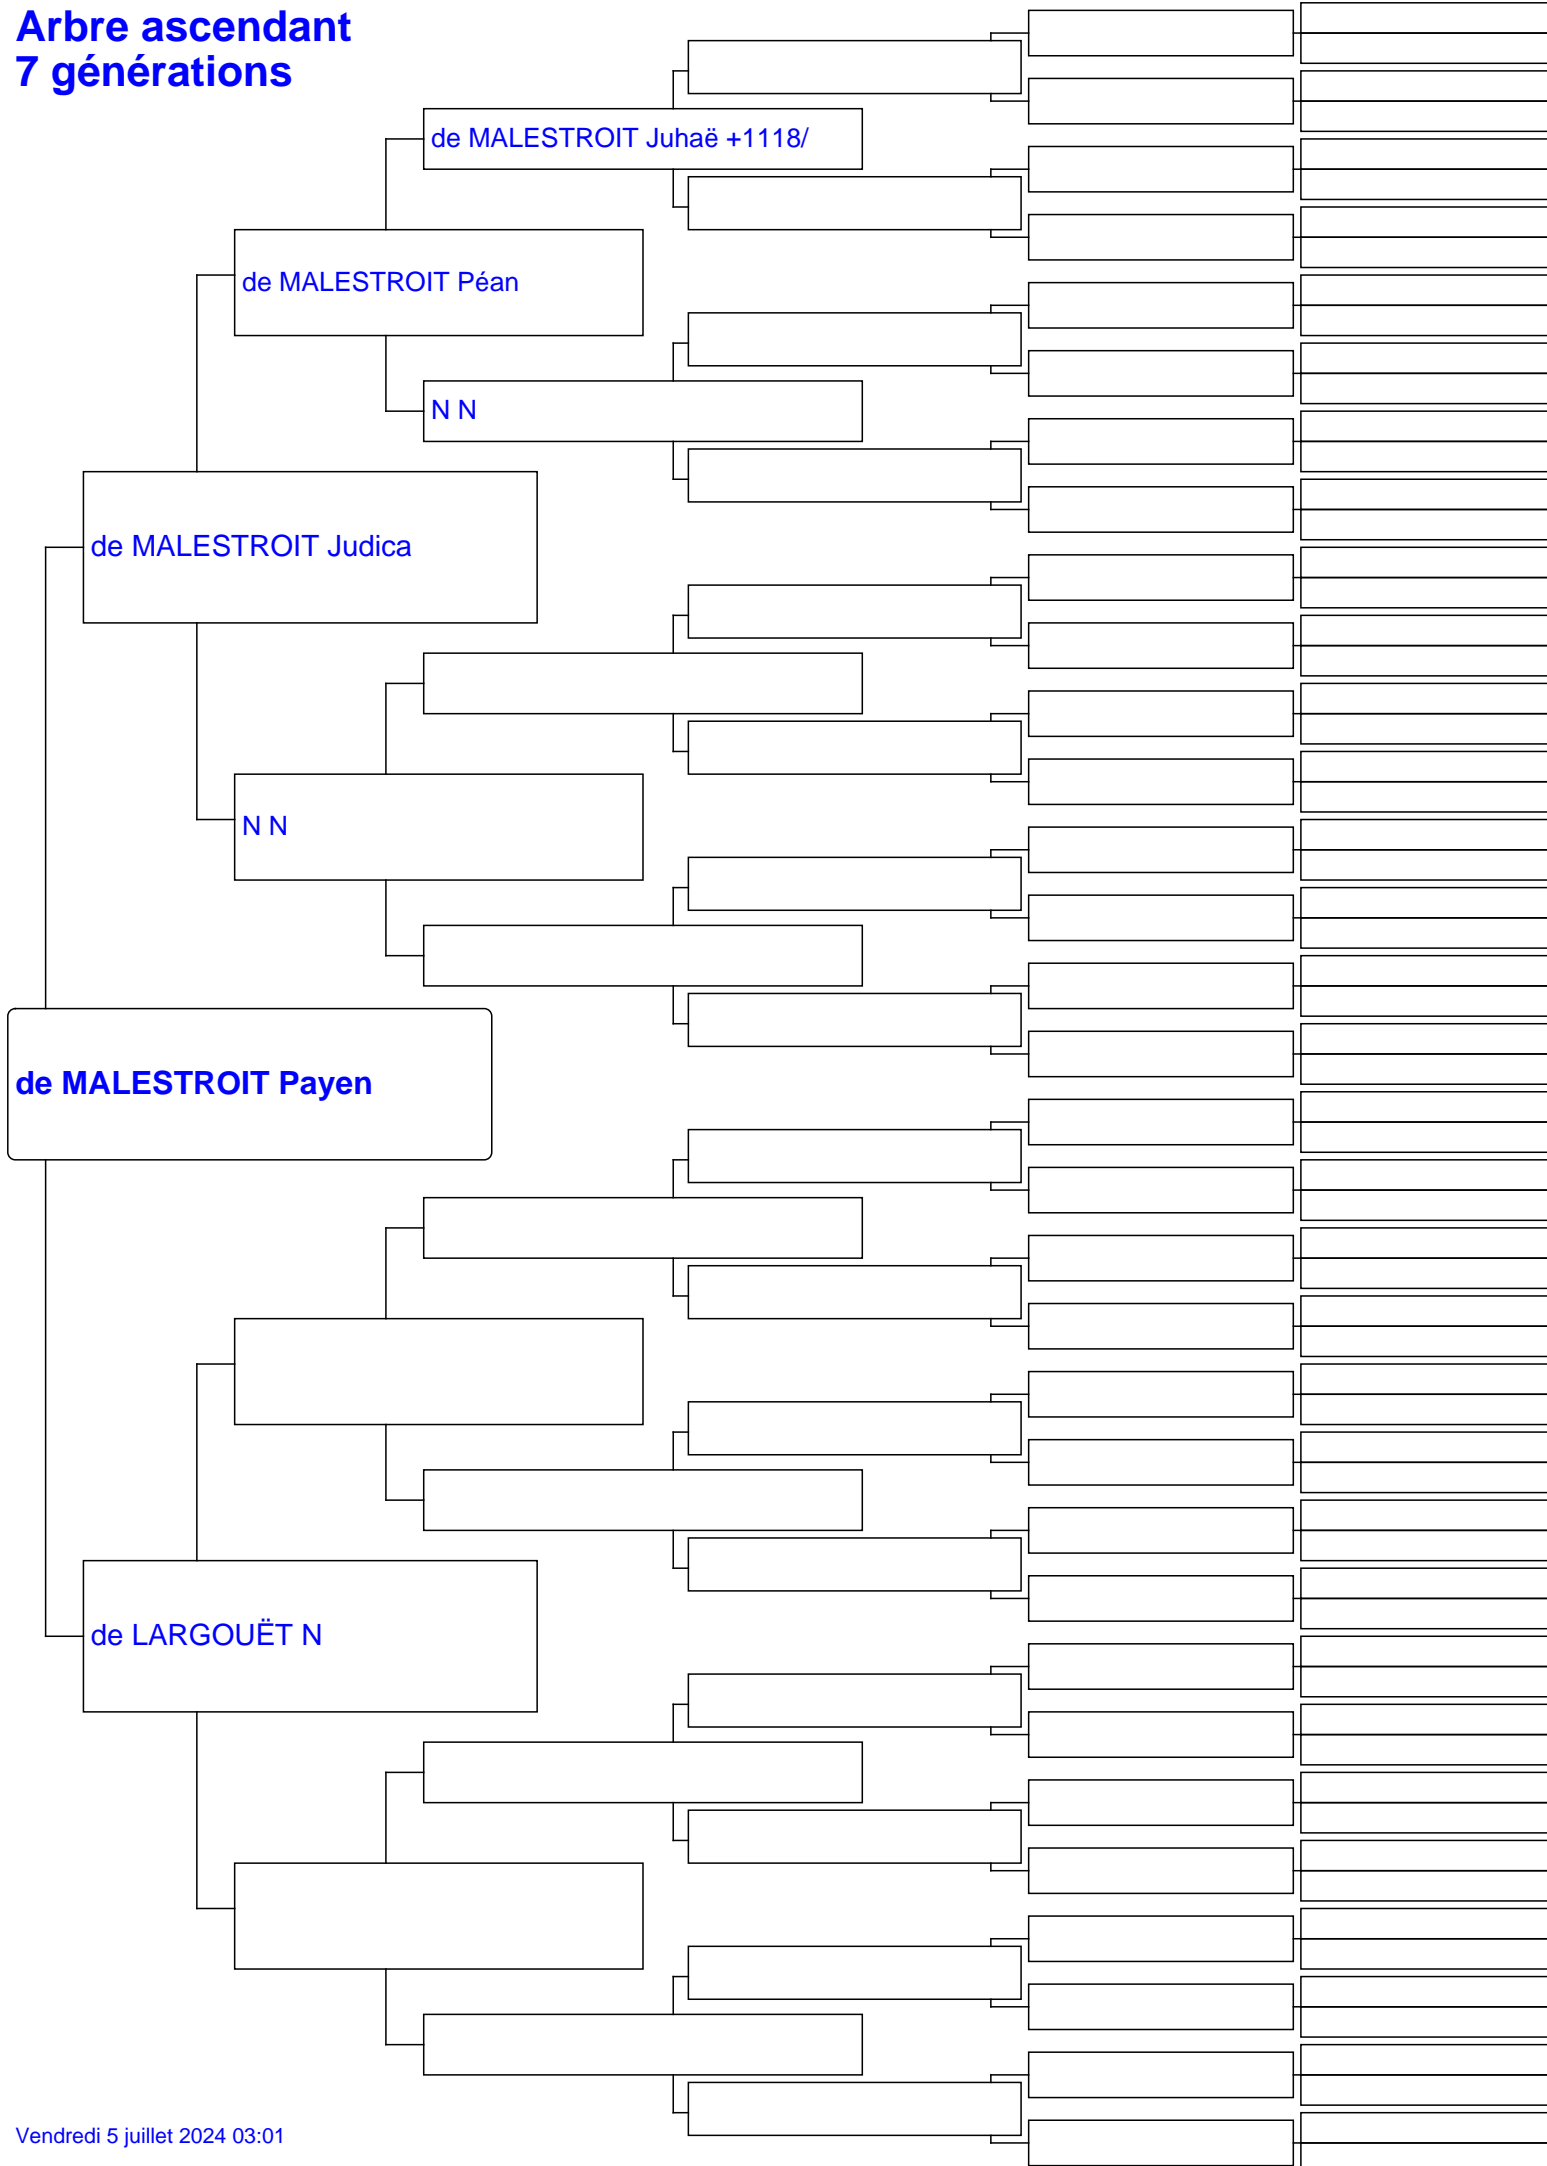 Arbre ascendant
7 générations
de MALESTROIT Juhaë +1118/
de MALESTROIT Péan
N N
de MALESTROIT Judica
N N
de MALESTROIT Payen
de LARGOUËT N
Vendredi 5 juillet 2024 03:01